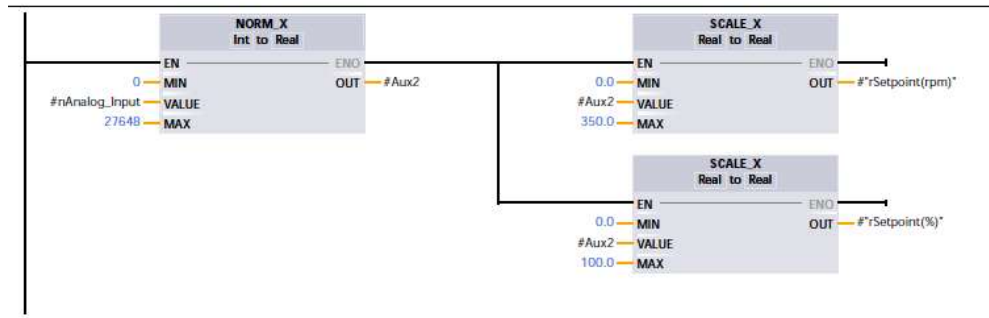 NORM_X
Int to Real
EN
ENO
0
MIN
OUT
#Aux2
#nAnalog_Input
VALUE
27648
MAX
SCALE_X
Real to Real
EN
ENO
0.0
MIN
OUT
#"rSetpoint(rpm)"
#Aux2
VALUE
350.0
MAX
SCALE_X
Real to Real
EN
ENO
0.0
MIN
OUT
#"rSetpoint(%)"
#Aux2
VALUE
100.0
MAX